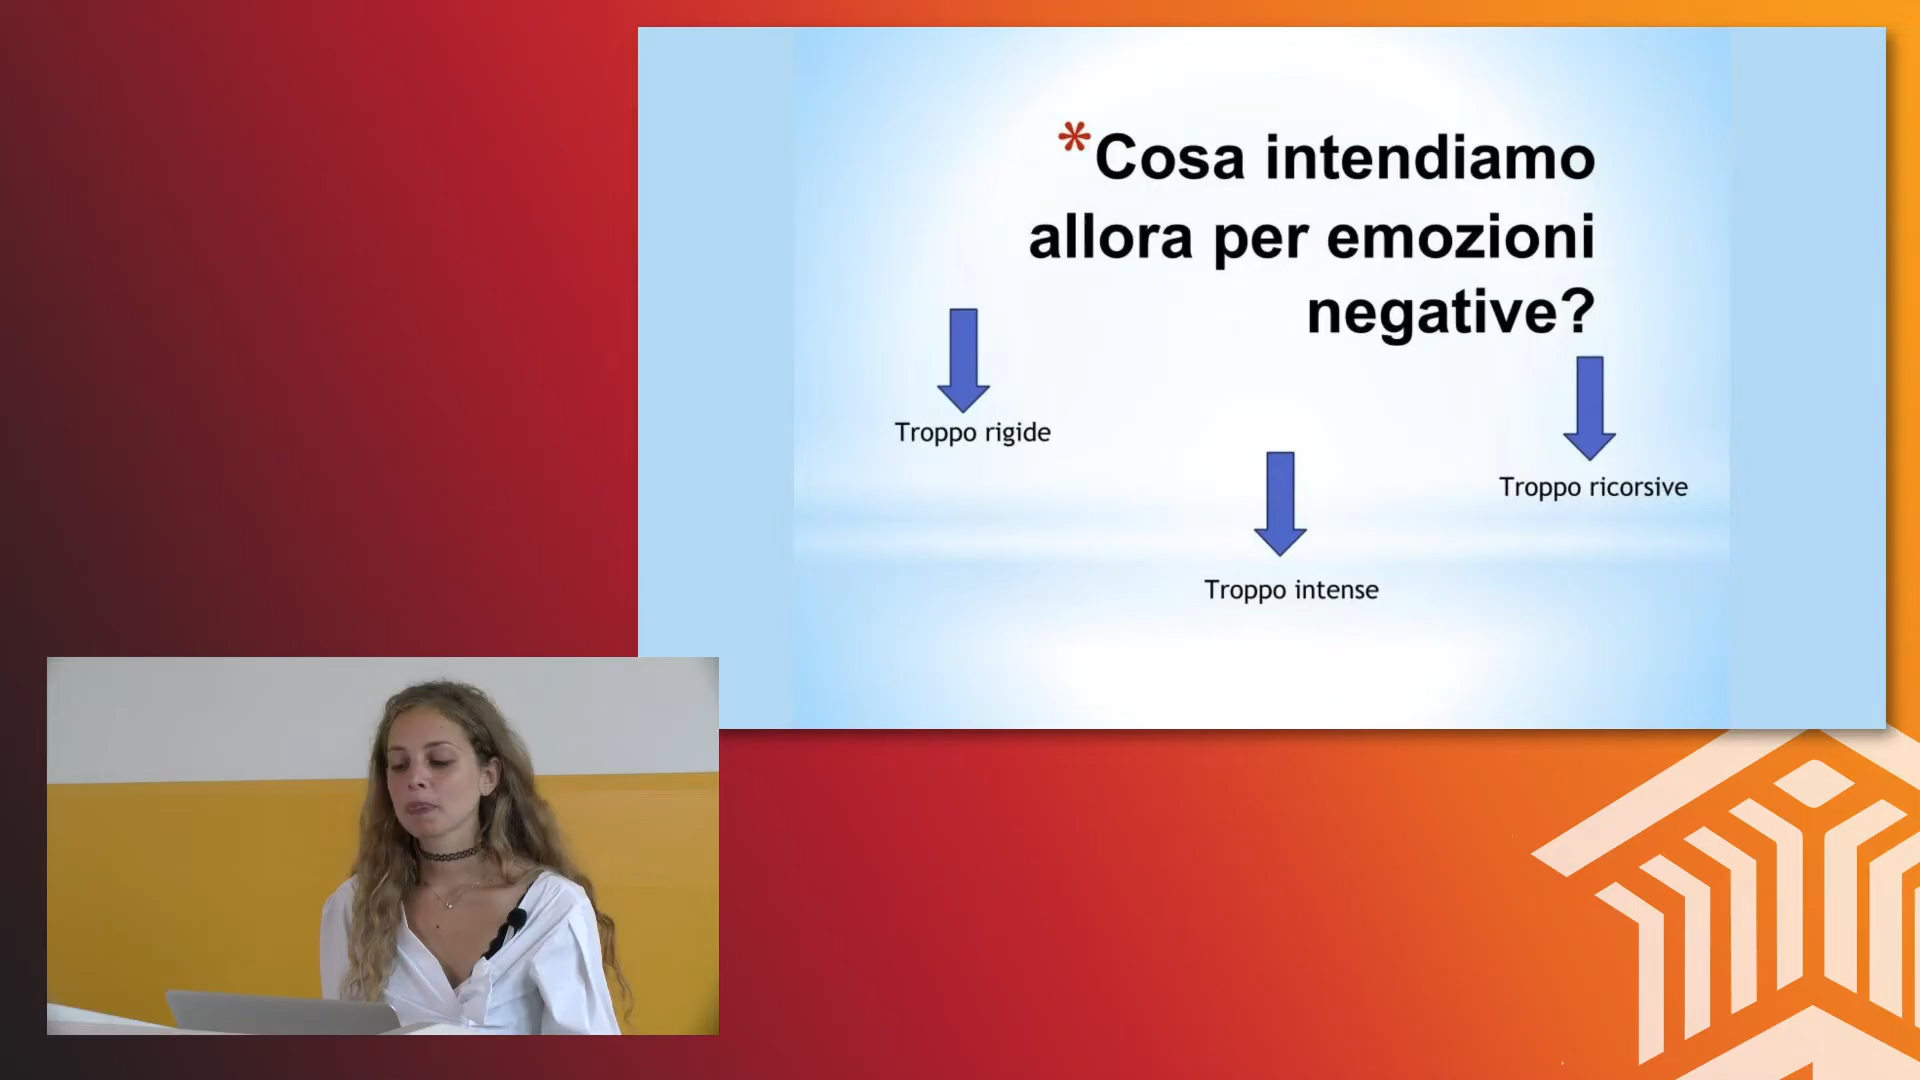 *Cosa intendiamo
allora per emozioni
negative?
Troppo rigide
Troppo ricorsive
Troppo intense